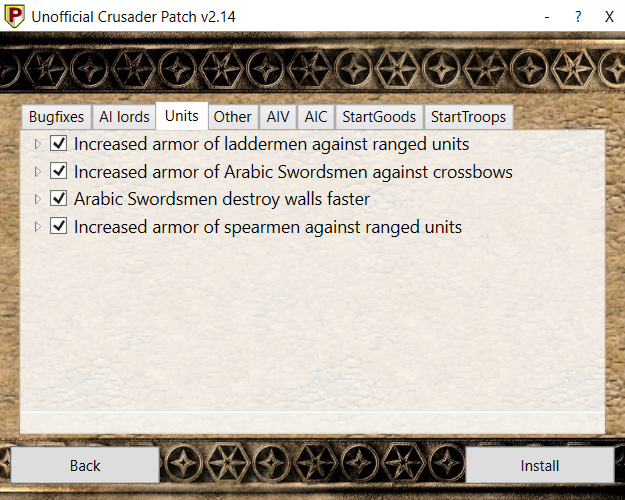 P Unofficial Crusader Patch v2.14 - ? X
Bugfixes AI lords Units Other AIV AIC StartGoods StartTroops
Increased armor of laddermen against ranged units
Increased armor of Arabic Swordsmen against crossbows
Arabic Swordsmen destroy walls faster
Increased armor of spearmen against ranged units
Back Install